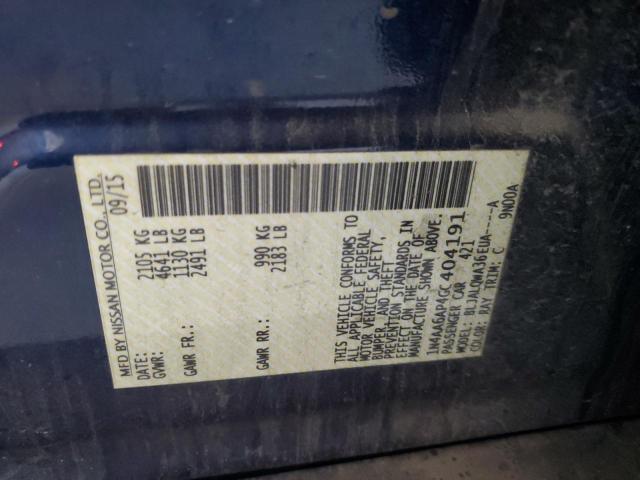 MFD BY NISSAN MOTOR CO., LTD.
DATE: 09/15
GVWR: 2105 KG
4641 LB
GAWR FR: 1130 KG
2491 LB
GAWR RR: 990 KG
2183 LB
THIS VEHICLE CONFORMS TO
ALL APPLICABLE FEDERAL
MOTOR VEHICLE SAFETY,
BUMPER, AND THEFT
PREVENTION STANDARDS IN
EFFECT ON THE DATE OF
MANUFACTURE SHOWN ABOVE.
1N4AA6AP4GC404191
PASSENGER CAR 421
MODEL: BLJALQWA36EUA----A
COLOR: RAY TRIM: C 9N00A